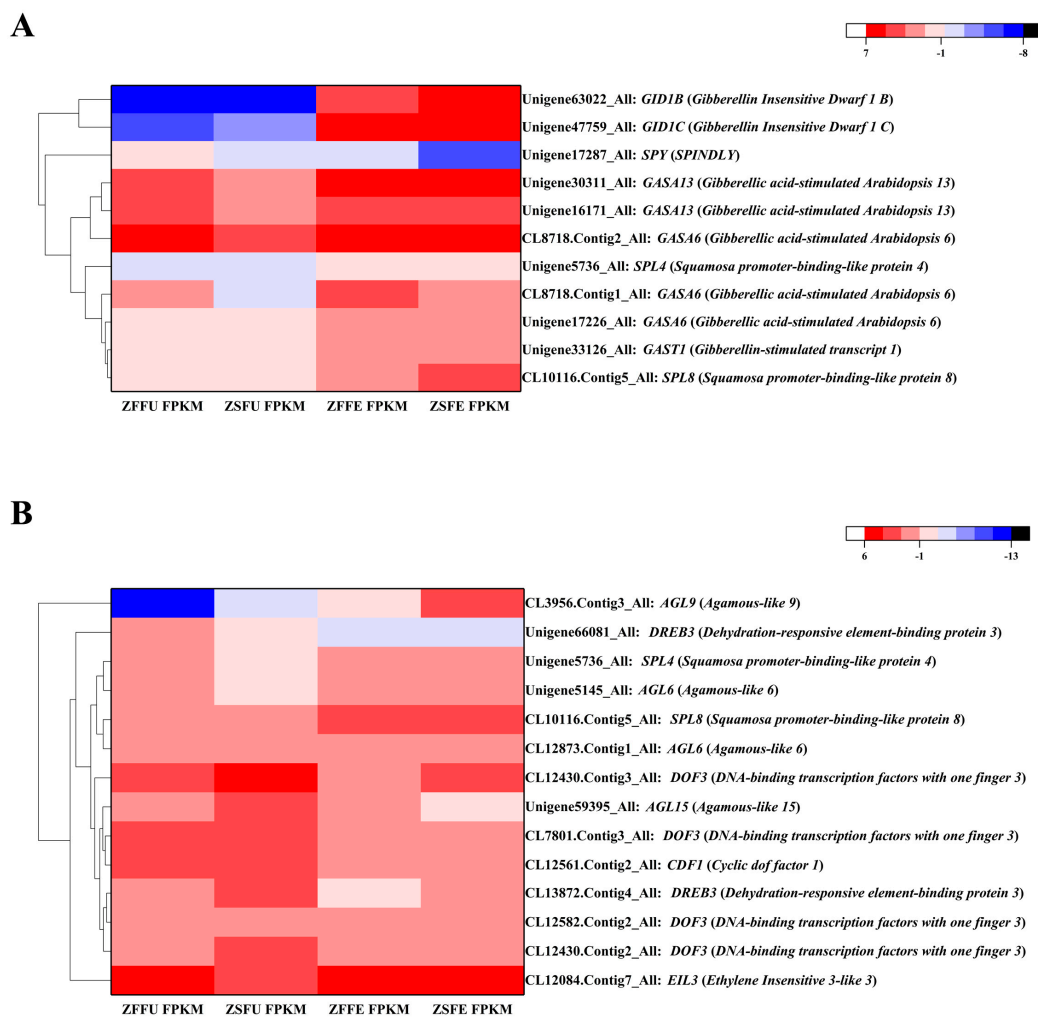 A
7 -1 -8
Unigene63022_All: GID1B (Gibberellin Insensitive Dwarf 1 B)
Unigene47759_All: GID1C (Gibberellin Insensitive Dwarf 1 C)
Unigene17287_All: SPY (SPINDLY)
Unigene30311_All: GASA13 (Gibberellic acid-stimulated Arabidopsis 13)
Unigene16171_All: GASA13 (Gibberellic acid-stimulated Arabidopsis 13)
CL8718.Contig2_All: GASA6 (Gibberellic acid-stimulated Arabidopsis 6)
Unigene5736_All: SPL4 (Squamosa promoter-binding-like protein 4)
CL8718.Contig1_All: GASA6 (Gibberellic acid-stimulated Arabidopsis 6)
Unigene17226_All: GASA6 (Gibberellic acid-stimulated Arabidopsis 6)
Unigene33126_All: GAST1 (Gibberellin-stimulated transcript 1)
CL10116.Contig5_All: SPL8 (Squamosa promoter-binding-like protein 8)
ZFFU FPKM ZSFU FPKM ZFFE FPKM ZSFE FPKM
B
6 -1 -13
CL3956.Contig3_All: AGL9 (Agamous-like 9)
Unigene66081_All: DREB3 (Dehydration-responsive element-binding protein 3)
Unigene5736_All: SPL4 (Squamosa promoter-binding-like protein 4)
Unigene5145_All: AGL6 (Agamous-like 6)
CL10116.Contig5_All: SPL8 (Squamosa promoter-binding-like protein 8)
CL12873.Contig1_All: AGL6 (Agamous-like 6)
CL12430.Contig3_All: DOF3 (DNA-binding transcription factors with one finger 3)
Unigene59395_All: AGL15 (Agamous-like 15)
CL7801.Contig3_All: DOF3 (DNA-binding transcription factors with one finger 3)
CL12561.Contig2_All: CDF1 (Cyclic dof factor 1)
CL13872.Contig4_All: DREB3 (Dehydration-responsive element-binding protein 3)
CL12582.Contig2_All: DOF3 (DNA-binding transcription factors with one finger 3)
CL12430.Contig2_All: DOF3 (DNA-binding transcription factors with one finger 3)
CL12084.Contig7_All: EIL3 (Ethylene Insensitive 3-like 3)
ZFFU FPKM ZSFU FPKM ZFFE FPKM ZSFE FPKM